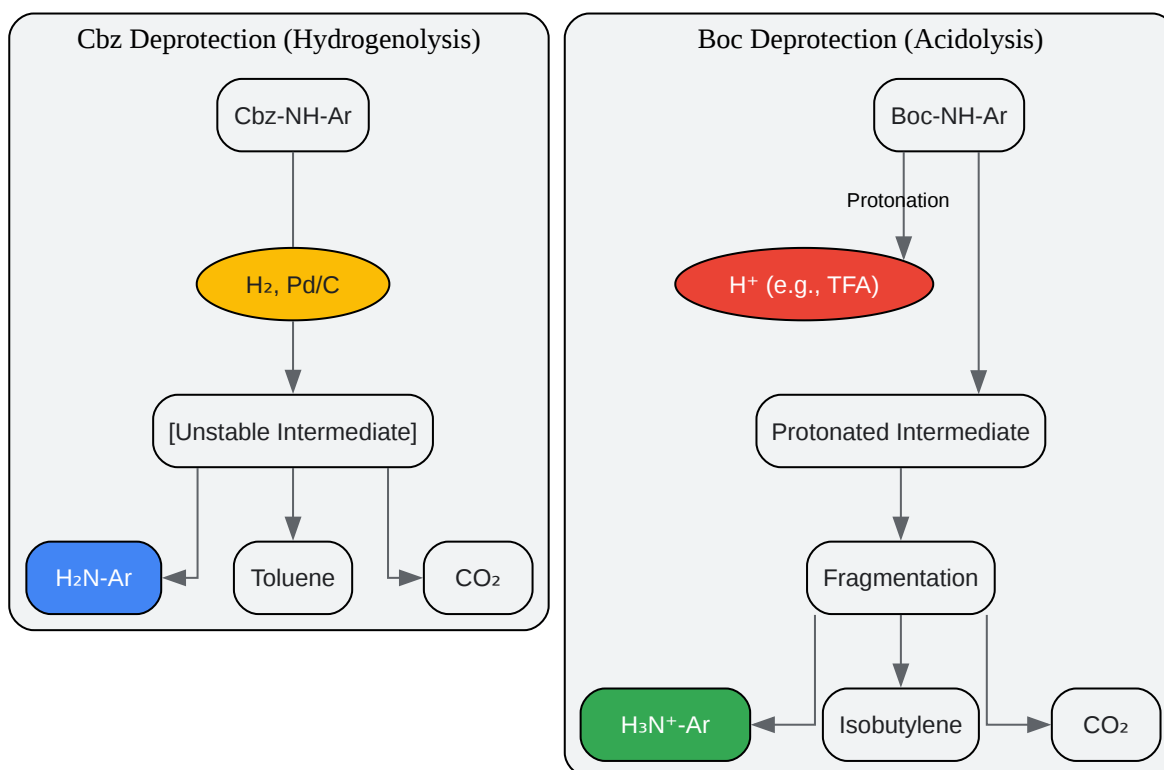 Cbz Deprotection (Hydrogenolysis)
Cbz-NH-Ar
H₂, Pd/C
[Unstable Intermediate]
H₂N-Ar
Toluene
CO₂
Boc Deprotection (Acidolysis)
Boc-NH-Ar
Protonation
H⁺ (e.g., TFA)
Protonated Intermediate
Fragmentation
H₃N⁺-Ar
Isobutylene
CO₂